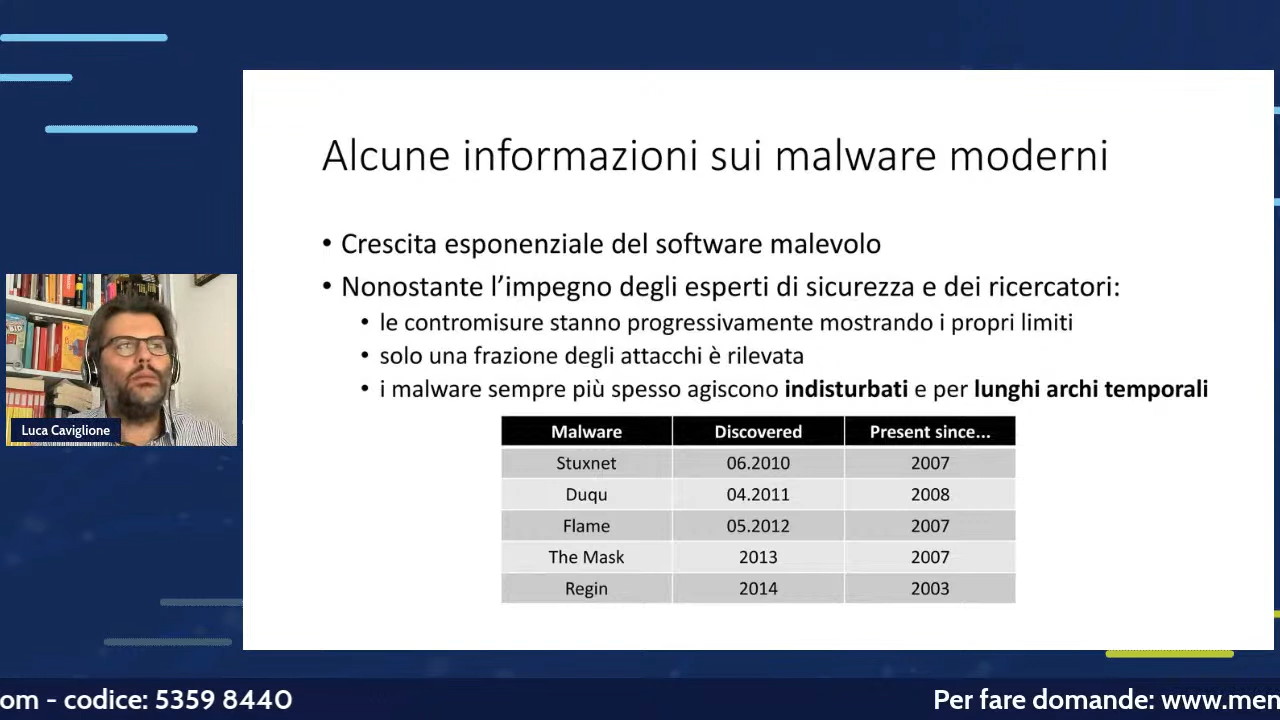 Alcune informazioni sui malware moderni
• Crescita esponenziale del software malevolo
• Nonostante l’impegno degli esperti di sicurezza e dei ricercatori:
• le contromisure stanno progressivamente mostrando i propri limiti
• solo una frazione degli attacchi è rilevata
• i malware sempre più spesso agiscono indisturbati e per lunghi archi temporali
Malware Discovered Present since...
Stuxnet 06.2010 2007
Duqu 04.2011 2008
Flame 05.2012 2007
The Mask 2013 2007
Regin 2014 2003
Luca Caviglione
om - codice: 5359 8440
Per fare domande: www.men